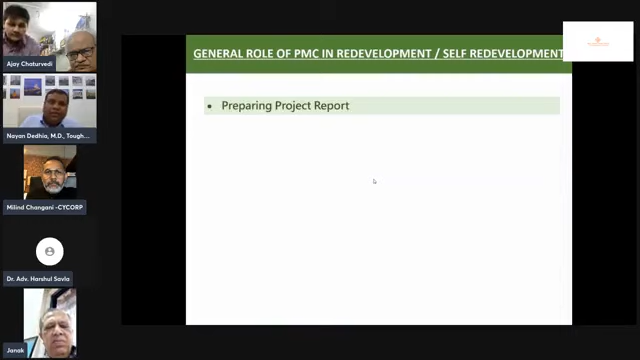 GENERAL ROLE OF PMC IN REDEVELOPMENT / SELF REDEVELOPMENT
• Preparing Project Report
Ajay Chaturvedi
Nayan Dedhia, M.D., Tough...
Milind Changani -CYCORP
Dr. Adv. Harshul Savla
Janak